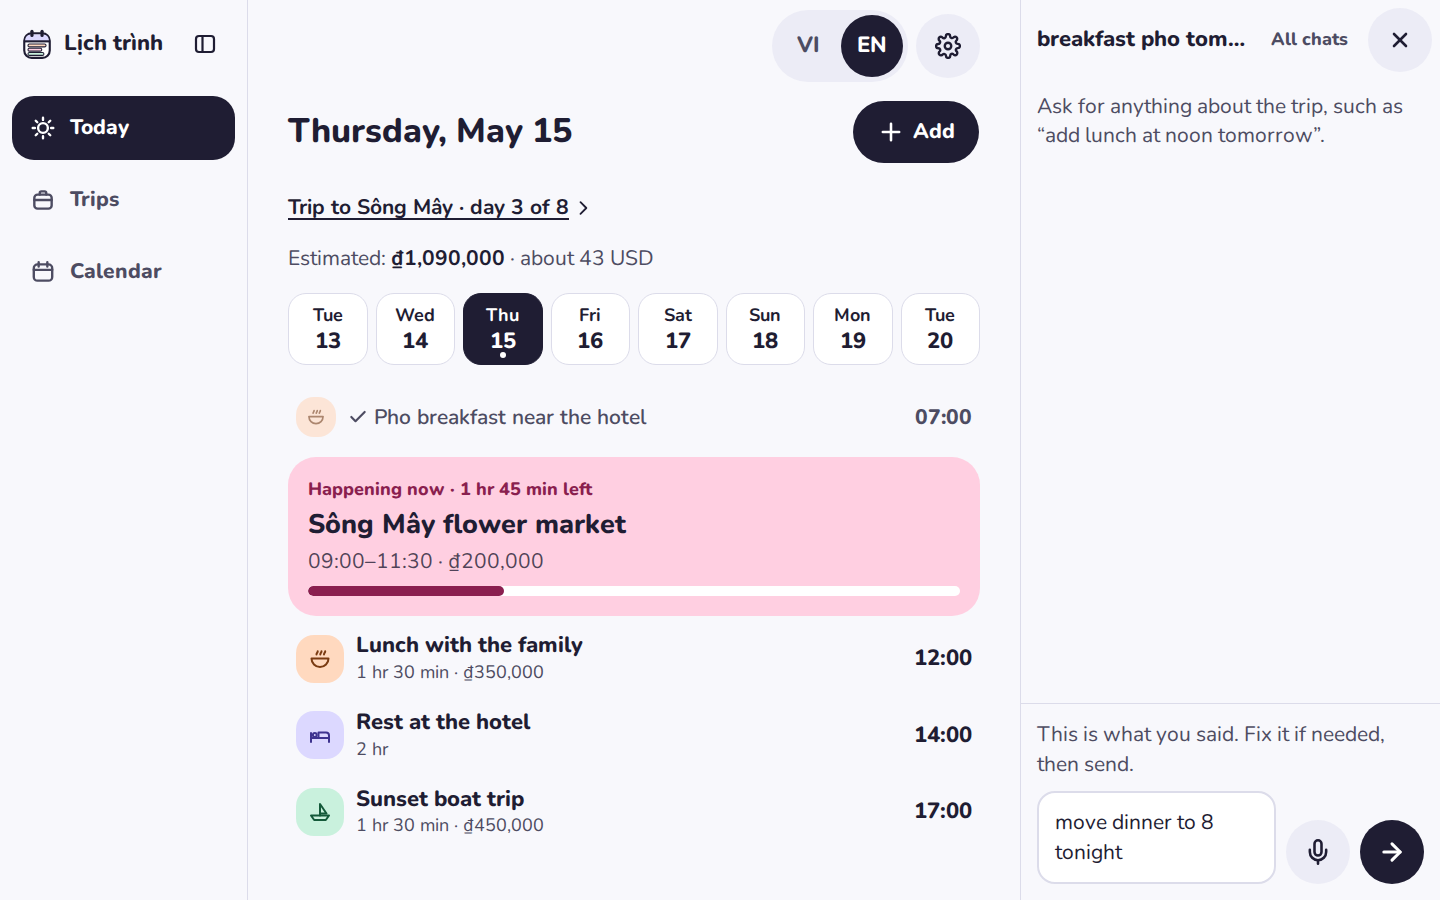 Lịch trình
Today
Trips
Calendar
VI
EN
Thursday, May 15
Add
Trip to Sông Mây · day 3 of 8
Estimated: ₫1,090,000 · about 43 USD
Tue
13
Wed
14
Thu
15
Fri
16
Sat
17
Sun
18
Mon
19
Tue
20
Pho breakfast near the hotel
07:00
Happening now · 1 hr 45 min left
Sông Mây flower market
09:00–11:30 · ₫200,000
Lunch with the family
1 hr 30 min · ₫350,000
12:00
Rest at the hotel
2 hr
14:00
Sunset boat trip
1 hr 30 min · ₫450,000
17:00
breakfast pho tom...
All chats
Ask for anything about the trip, such as
“add lunch at noon tomorrow”.
This is what you said. Fix it if needed,
then send.
move dinner to 8
tonight